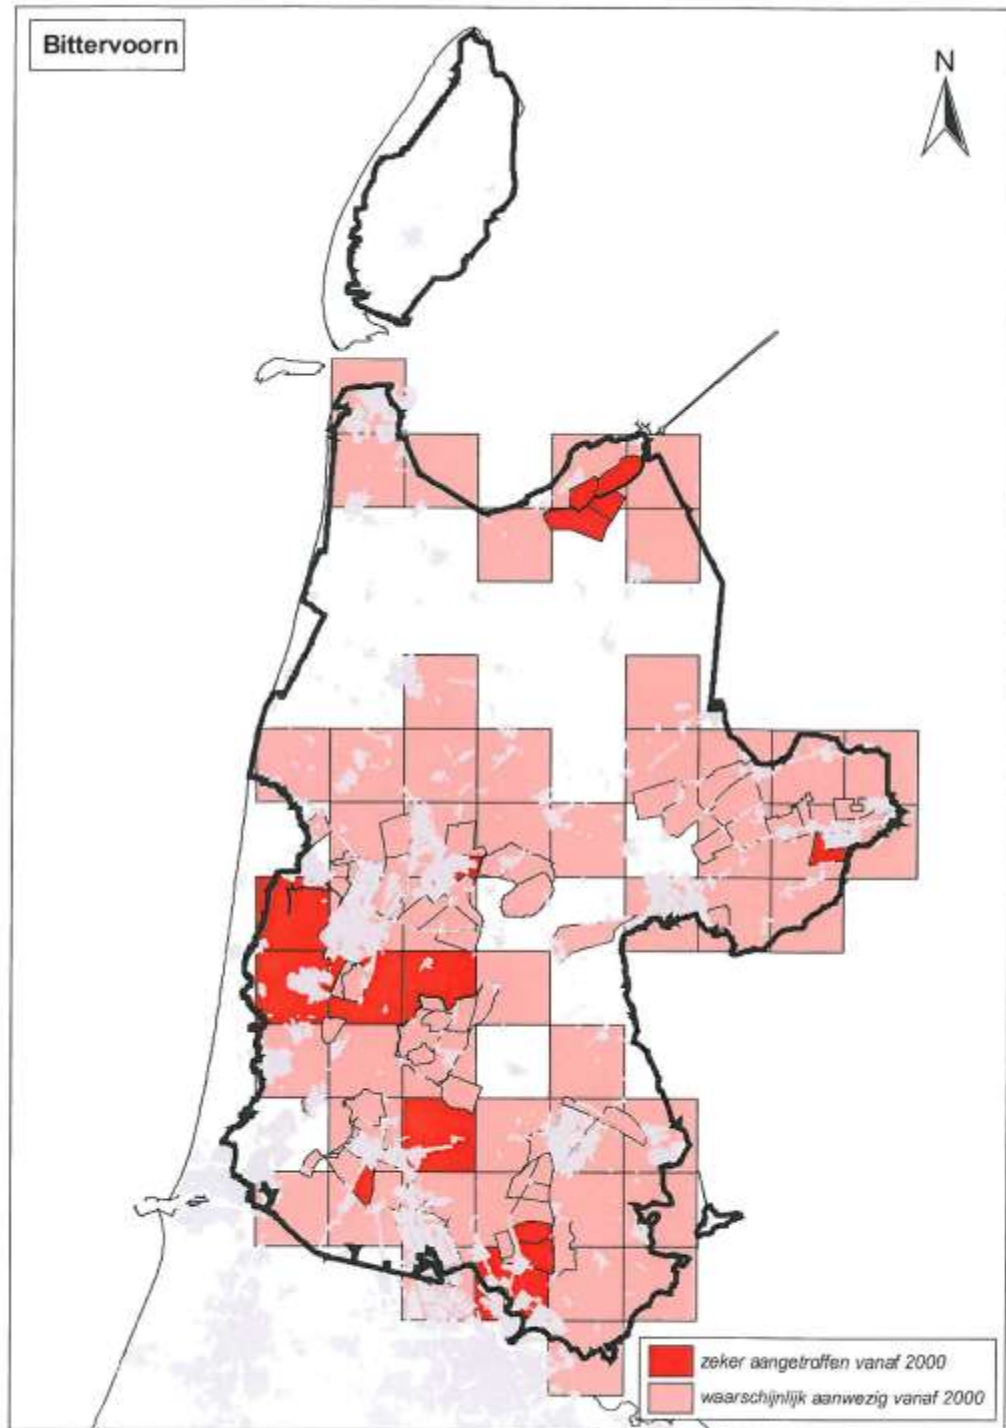 Bittervoorn
N
zeker aangetroffen vanaf 2000
waarschijnlijk aanwezig vanaf 2000